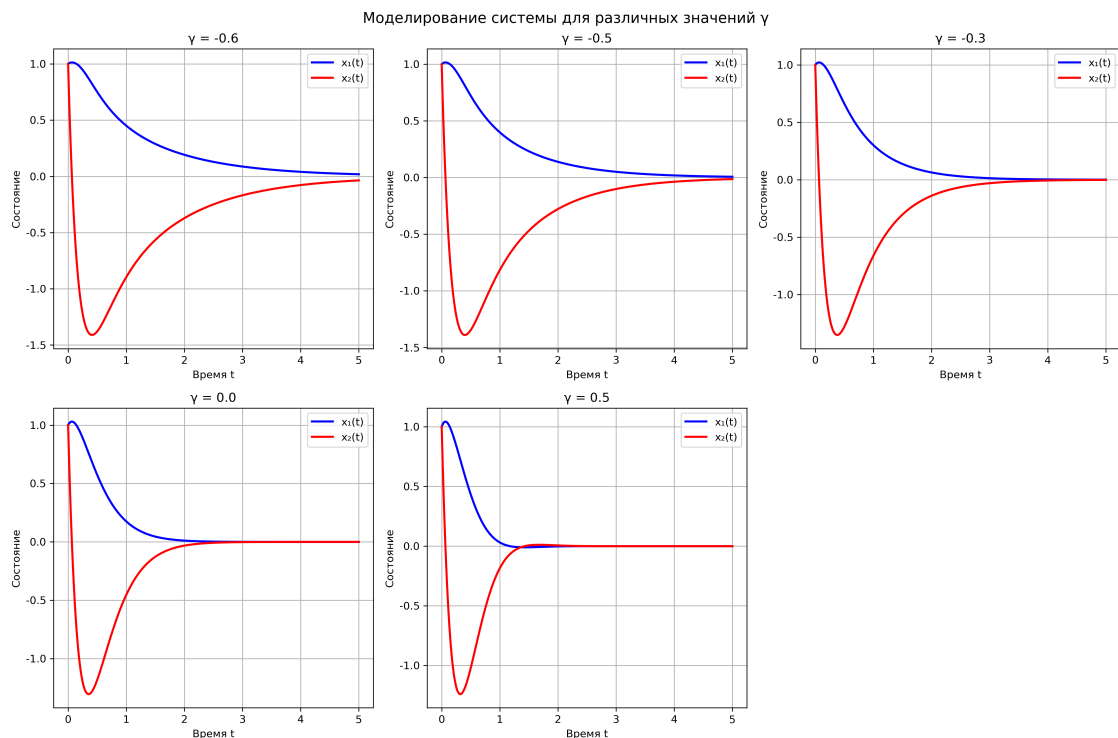 Моделирование системы для различных значений γ
γ = -0.6
x₁(t)
x₂(t)
1.0
0.5
0.0
-0.5
-1.0
-1.5
Состояние
0 1 2 3 4 5
Время t
γ = -0.5
x₁(t)
x₂(t)
1.0
0.5
0.0
-0.5
-1.0
-1.5
Состояние
0 1 2 3 4 5
Время t
γ = -0.3
x₁(t)
x₂(t)
1.0
0.5
0.0
-0.5
-1.0
Состояние
0 1 2 3 4 5
Время t
γ = 0.0
x₁(t)
x₂(t)
1.0
0.5
0.0
-0.5
-1.0
Состояние
0 1 2 3 4 5
Время t
γ = 0.5
x₁(t)
x₂(t)
1.0
0.5
0.0
-0.5
-1.0
Состояние
0 1 2 3 4 5
Время t